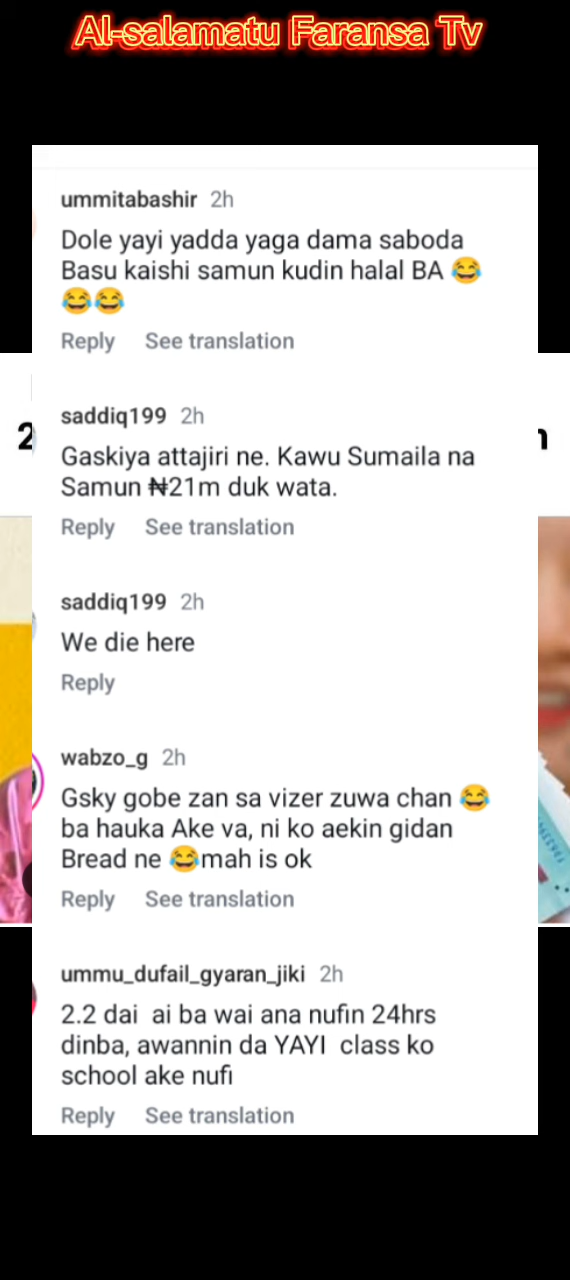 Al-salamatu Faransa Tv
ummitabashir 2h
Dole yayi yadda yaga dama saboda
Basu kaishi samun kudin halal BA 😂
😂😂
Reply See translation
saddiq199 2h
Gaskiya attajiri ne. Kawu Sumaila na
Samun ₦21m duk wata.
Reply See translation
saddiq199 2h
We die here
Reply
wabzo_g 2h
Gsky gobe zan sa vizer zuwa chan 😂
ba hauka Ake va, ni ko aekin gidan
Bread ne 😂mah is ok
Reply See translation
ummu_dufail_gyaran_jiki 2h
2.2 dai ai ba wai ana nufin 24hrs
dinba, awannin da YAYI class ko
school ake nufi
Reply See translation